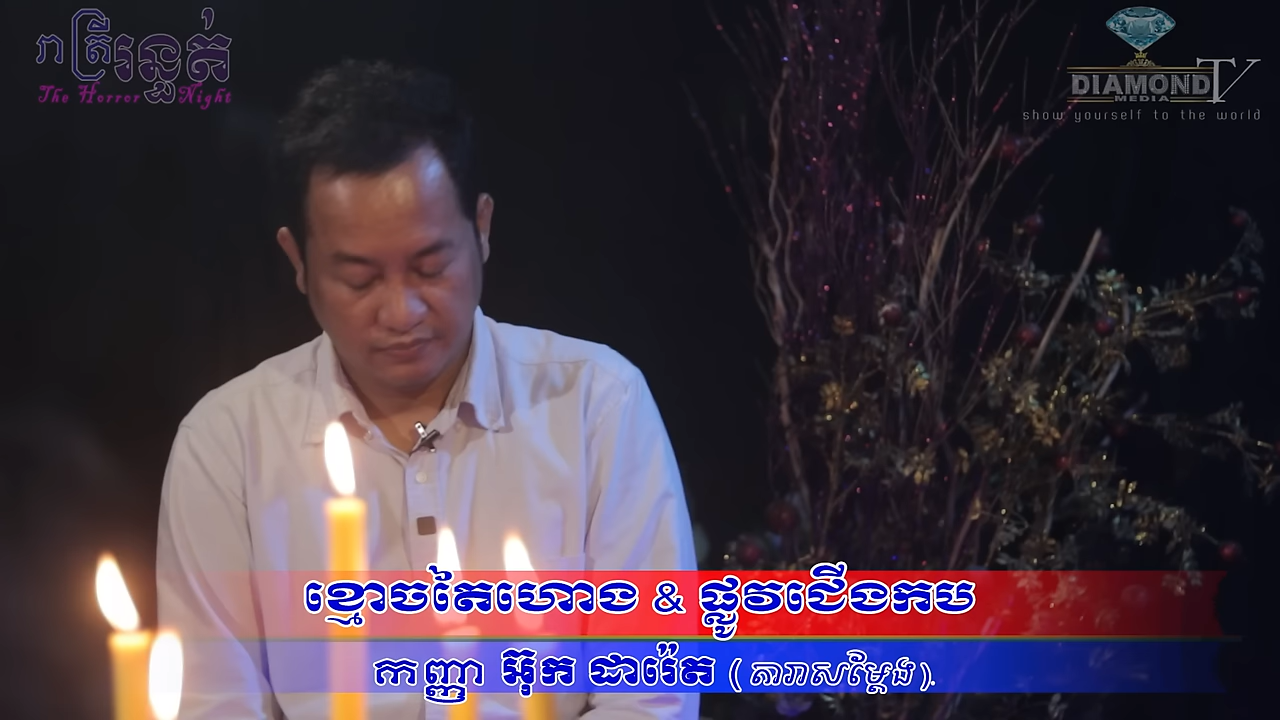 រាត្រីរន្ធត់
The Horror Night
DIAMOND TV
MEDIA
show yourself to the world
ខ្មោចតៃហោង & ផ្លូវជើងកប
កញ្ញា អ៊ុក ដារ៉េត (តារាសម្តែង).